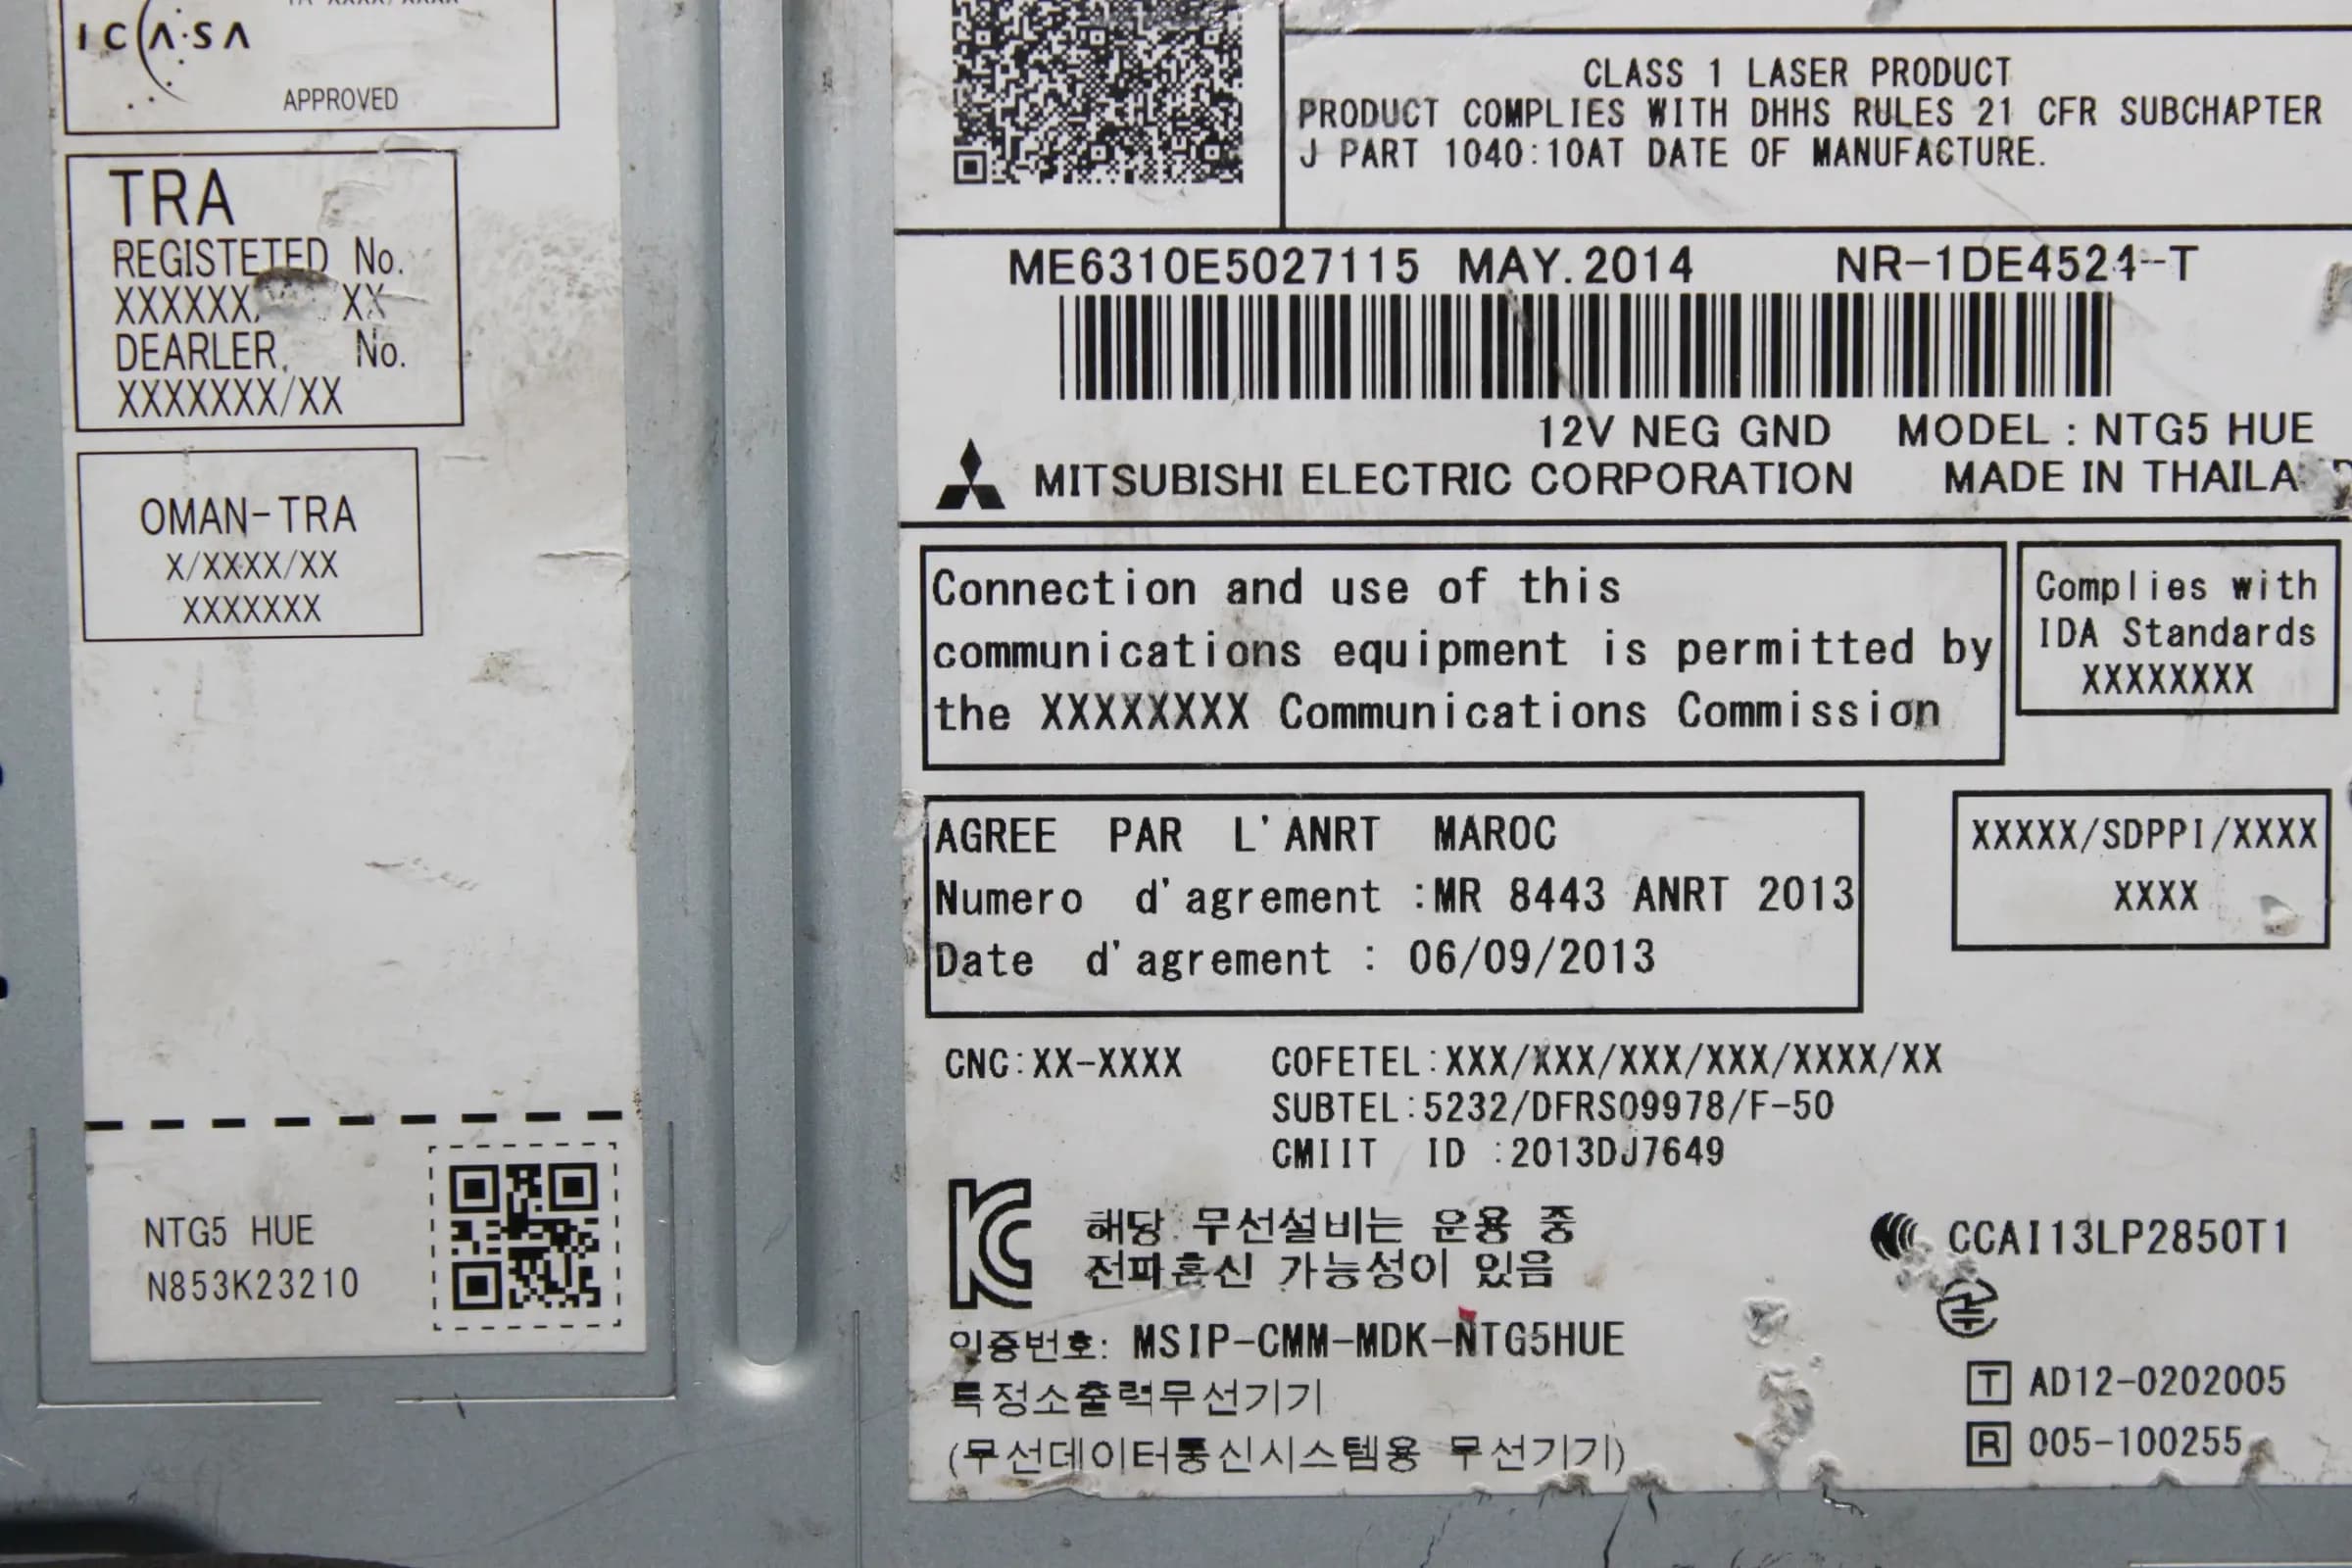 ICASA
APPROVED
TRA
REGISTETED No.
XXXXXX XX
DEARLER. No.
XXXXXXX/XX
OMAN-TRA
X/XXXX/XX
XXXXXXX
NTG5 HUE
N853K23210
CLASS 1 LASER PRODUCT
PRODUCT COMPLIES WITH DHHS RULES 21 CFR SUBCHAPTER
J PART 1040:10AT DATE OF MANUFACTURE.
ME6310E5027115 MAY.2014 NR-1DE4524-T
12V NEG GND MODEL : NTG5 HUE
MITSUBISHI ELECTRIC CORPORATION MADE IN
Connection and use of this
communications equipment is permitted by
the XXXXXXXX Communications Commission
Complies with
IDA Standards
XXXXXXXX
AGREE PAR L'ANRT MAROC
Numero d'agrement :MR 8443 ANRT 2013
Date d'agrement : 06/09/2013
XXXXX/SDPPI/XXXX
XXXX
CNC:XX-XXXX COFETEL:XXX/XXX/XXX/XXX/XXXX/XX
SUBTEL:5232/DFRS09978/F-50
CMIIT ID :2013DJ7649
해당 무선설비는 운용 중
전파혼신 가능성이 있음
인증번호: MSIP-CMM-MDK-NTG5HUE
특정소출력무선기기
(무선데이터통신시스템용 무선기기)
CCAI13LP2850T1
T AD12-0202005
R 005-100255